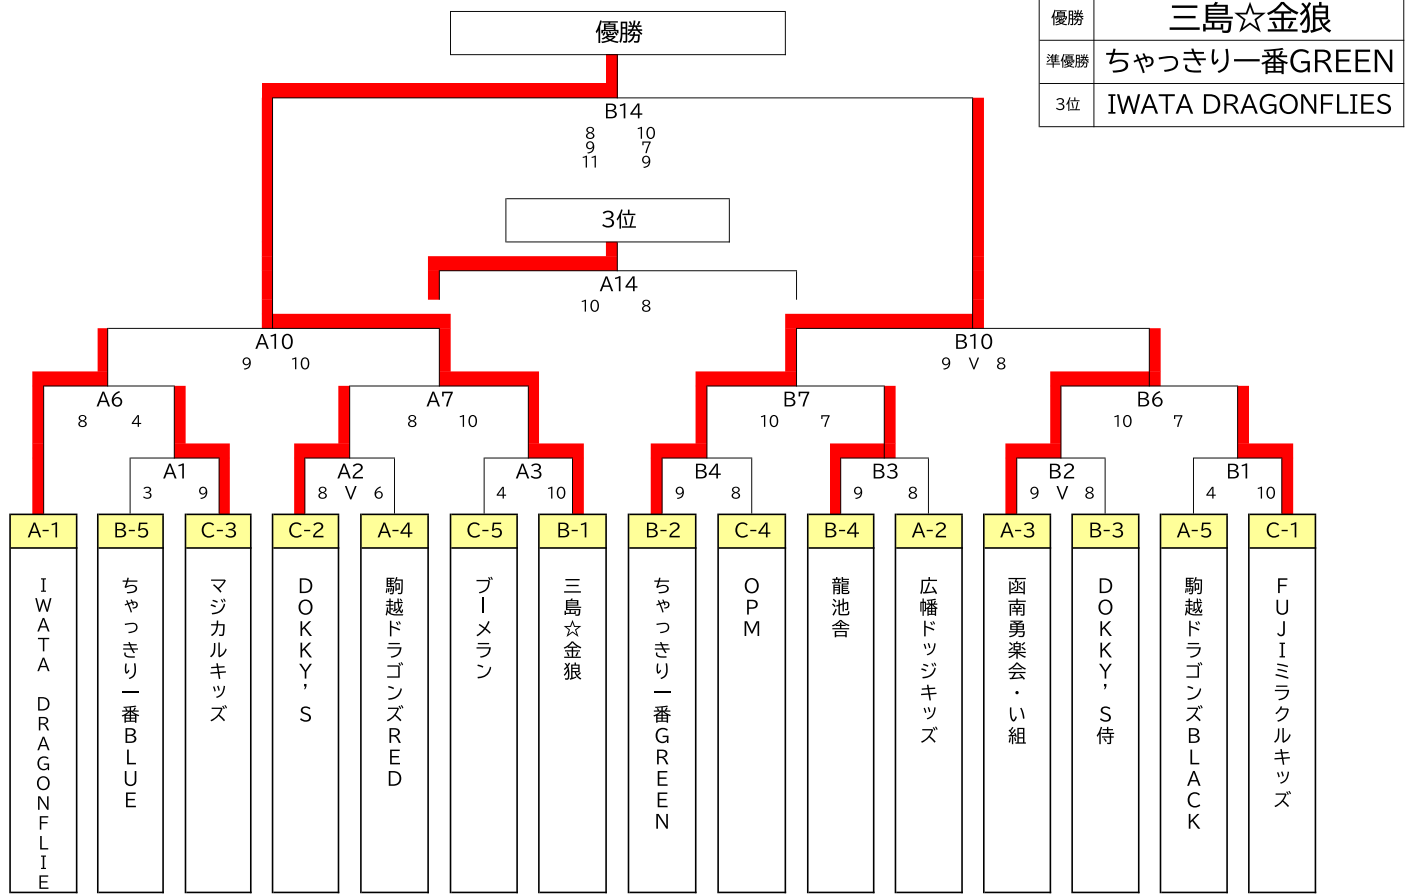 優勝
優勝 三島☆金狼
準優勝 ちゃっきり一番GREEN
3位 IWATA DRAGONFLIES
B14
8 10
9 7
11 9
3位
A14
10 8
A10
9 10
B10
9 V 8
A6
8 4
A7
8 10
B7
10 7
B6
10 7
A1
3 9
A2
8 V 6
A3
4 10
B4
9 8
B3
9 8
B2
9 V 8
B1
4 10
A-1 B-5 C-3 C-2 A-4 C-5 B-1 B-2 C-4 B-4 A-2 A-3 B-3 A-5 C-1
IWATA DRAGONFLIE
ちゃっきり一番BLUE
マジカルキッズ
DOKKY’S
駒越ドラゴンズRED
ブーメラン
三島☆金狼
ちゃっきり一番GREEN
OPM
龍池舎
広幡ドッジキッズ
函南勇楽会・い組
DOKKY’S侍
駒越ドラゴンズBLACK
FUJIミラクルキッズ